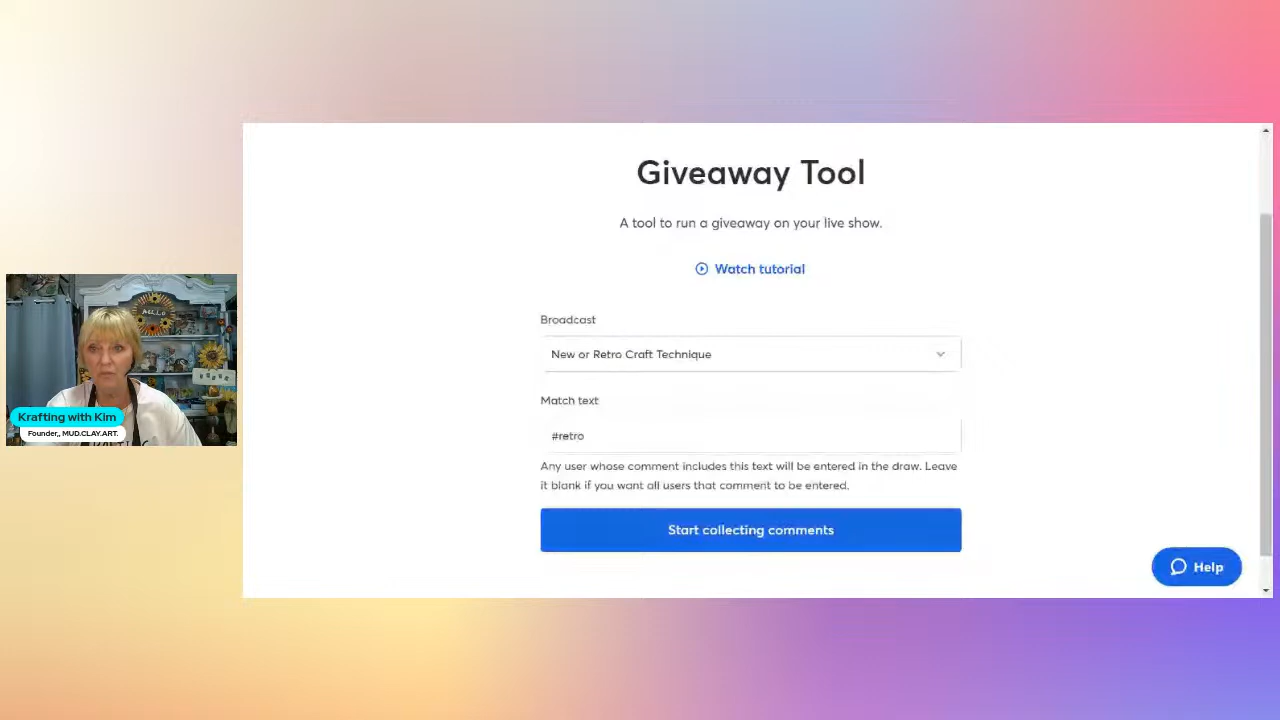 Giveaway Tool
A tool to run a giveaway on your live show.
Watch tutorial
Broadcast
New or Retro Craft Technique
Match text
#retro
Any user whose comment includes this text will be entered in the draw. Leave
it blank if you want all users that comment to be entered.
Start collecting comments
Help
HELLO
Krafting with Kim
Founder,, MUD.CLAY.ART.